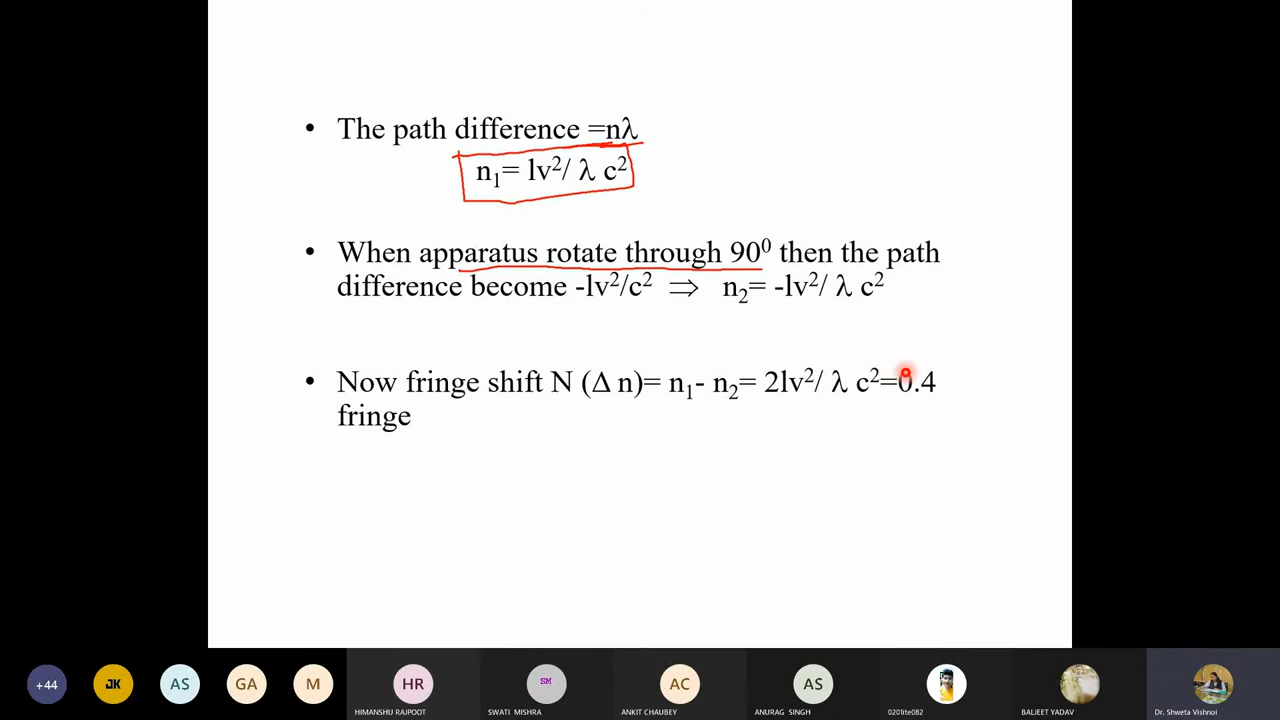 • The path difference =nλ
n₁= lv²/ λ c²
• When apparatus rotate through 90⁰ then the path
difference become -lv²/c² ⇒ n₂= -lv²/ λ c²
• Now fringe shift N (Δ n)= n₁- n₂= 2lv²/ λ c²=0.4
fringe
+44
JK
AS
GA
M
HR
SM
AC
AS
HIMANSHU RAJPOOT
SWATI MISHRA
ANKIT CHAUBEY
ANURAG SINGH
0201ite082
BALJEET YADAV
Dr. Shweta Vishnoi